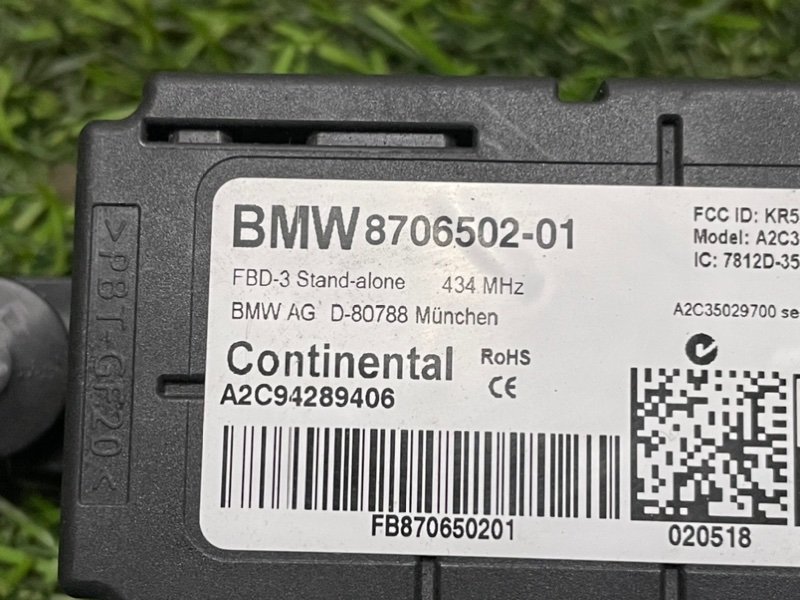 >PBT-GF20<
BMW 8706502-01
FBD-3 Stand-alone 434 MHz
BMW AG D-80788 München
Continental RoHS
CE
A2C94289406
FB870650201
FCC ID: KR5
Model: A2C3
IC: 7812D-35
A2C35029700 se
020518